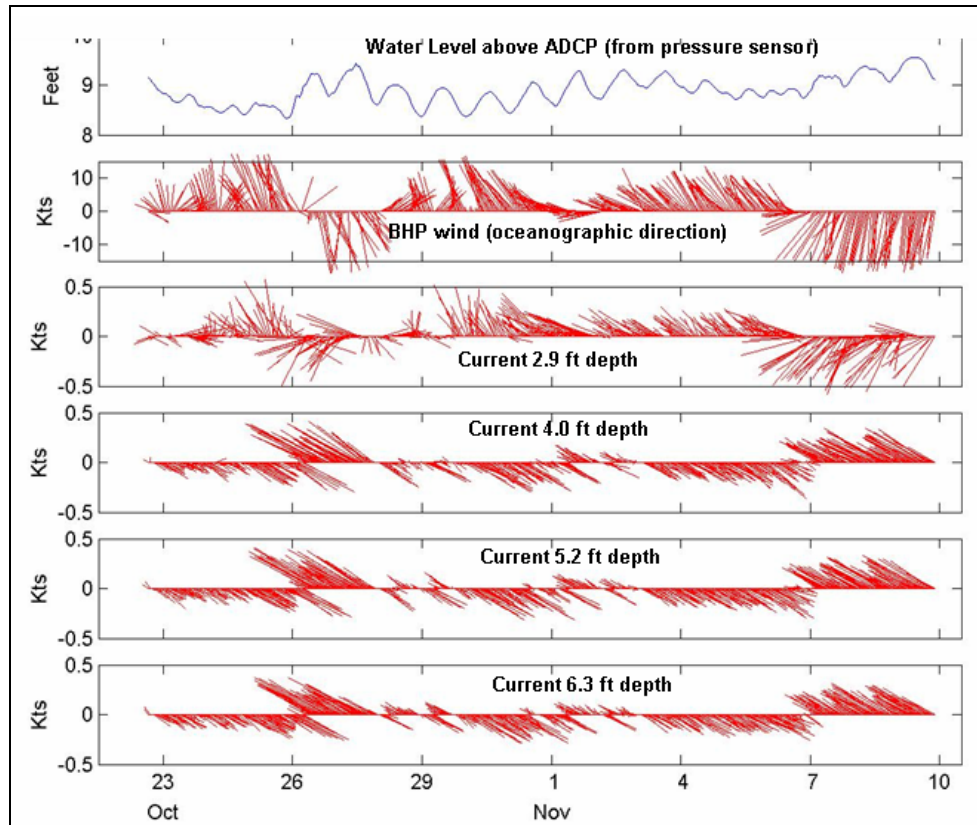 Water Level above ADCP (from pressure sensor)
10
9
8
Feet
10
0
-10
Kts
BHP wind (oceanographic direction)
0.5
0
-0.5
Kts
Current 2.9 ft depth
0.5
0
-0.5
Kts
Current 4.0 ft depth
0.5
0
-0.5
Kts
Current 5.2 ft depth
0.5
0
-0.5
Kts
Current 6.3 ft depth
23 26 29 1 4 7 10
Oct Nov